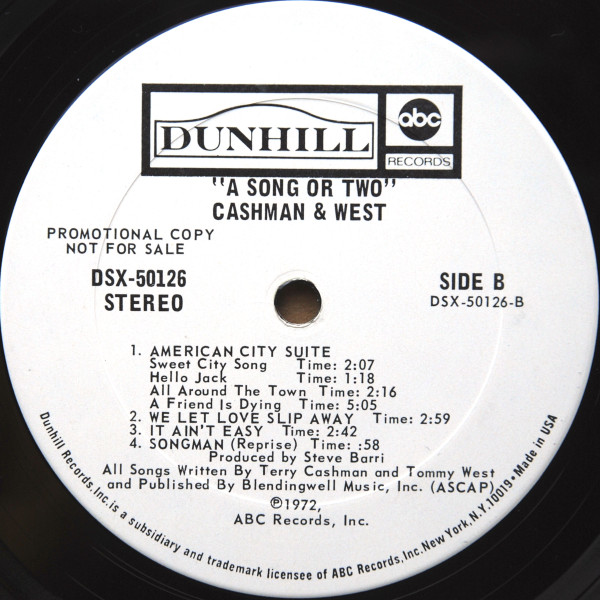 DUNHILL
abc
RECORDS
"A SONG OR TWO"
CASHMAN & WEST
PROMOTIONAL COPY
NOT FOR SALE
DSX-50126
STEREO
SIDE B
DSX-50126-B
1. AMERICAN CITY SUITE
Sweet City Song Time: 2:07
Hello Jack Time: 1:18
All Around The Town Time: 2:16
A Friend Is Dying Time: 5:05
2. WE LET LOVE SLIP AWAY Time: 2:59
3. IT AIN'T EASY Time: 2:42
4. SONGMAN (Reprise) Time: :58
Produced by Steve Barri
All Songs Written By Terry Cashman and Tommy West
and Published By Blendingwell Music, Inc. (ASCAP)
℗1972,
ABC Records, Inc.
Dunhill Records, Inc. is a subsidiary and trademark licensee of ABC Records, Inc. New York, N.Y. 10019 • Made in USA